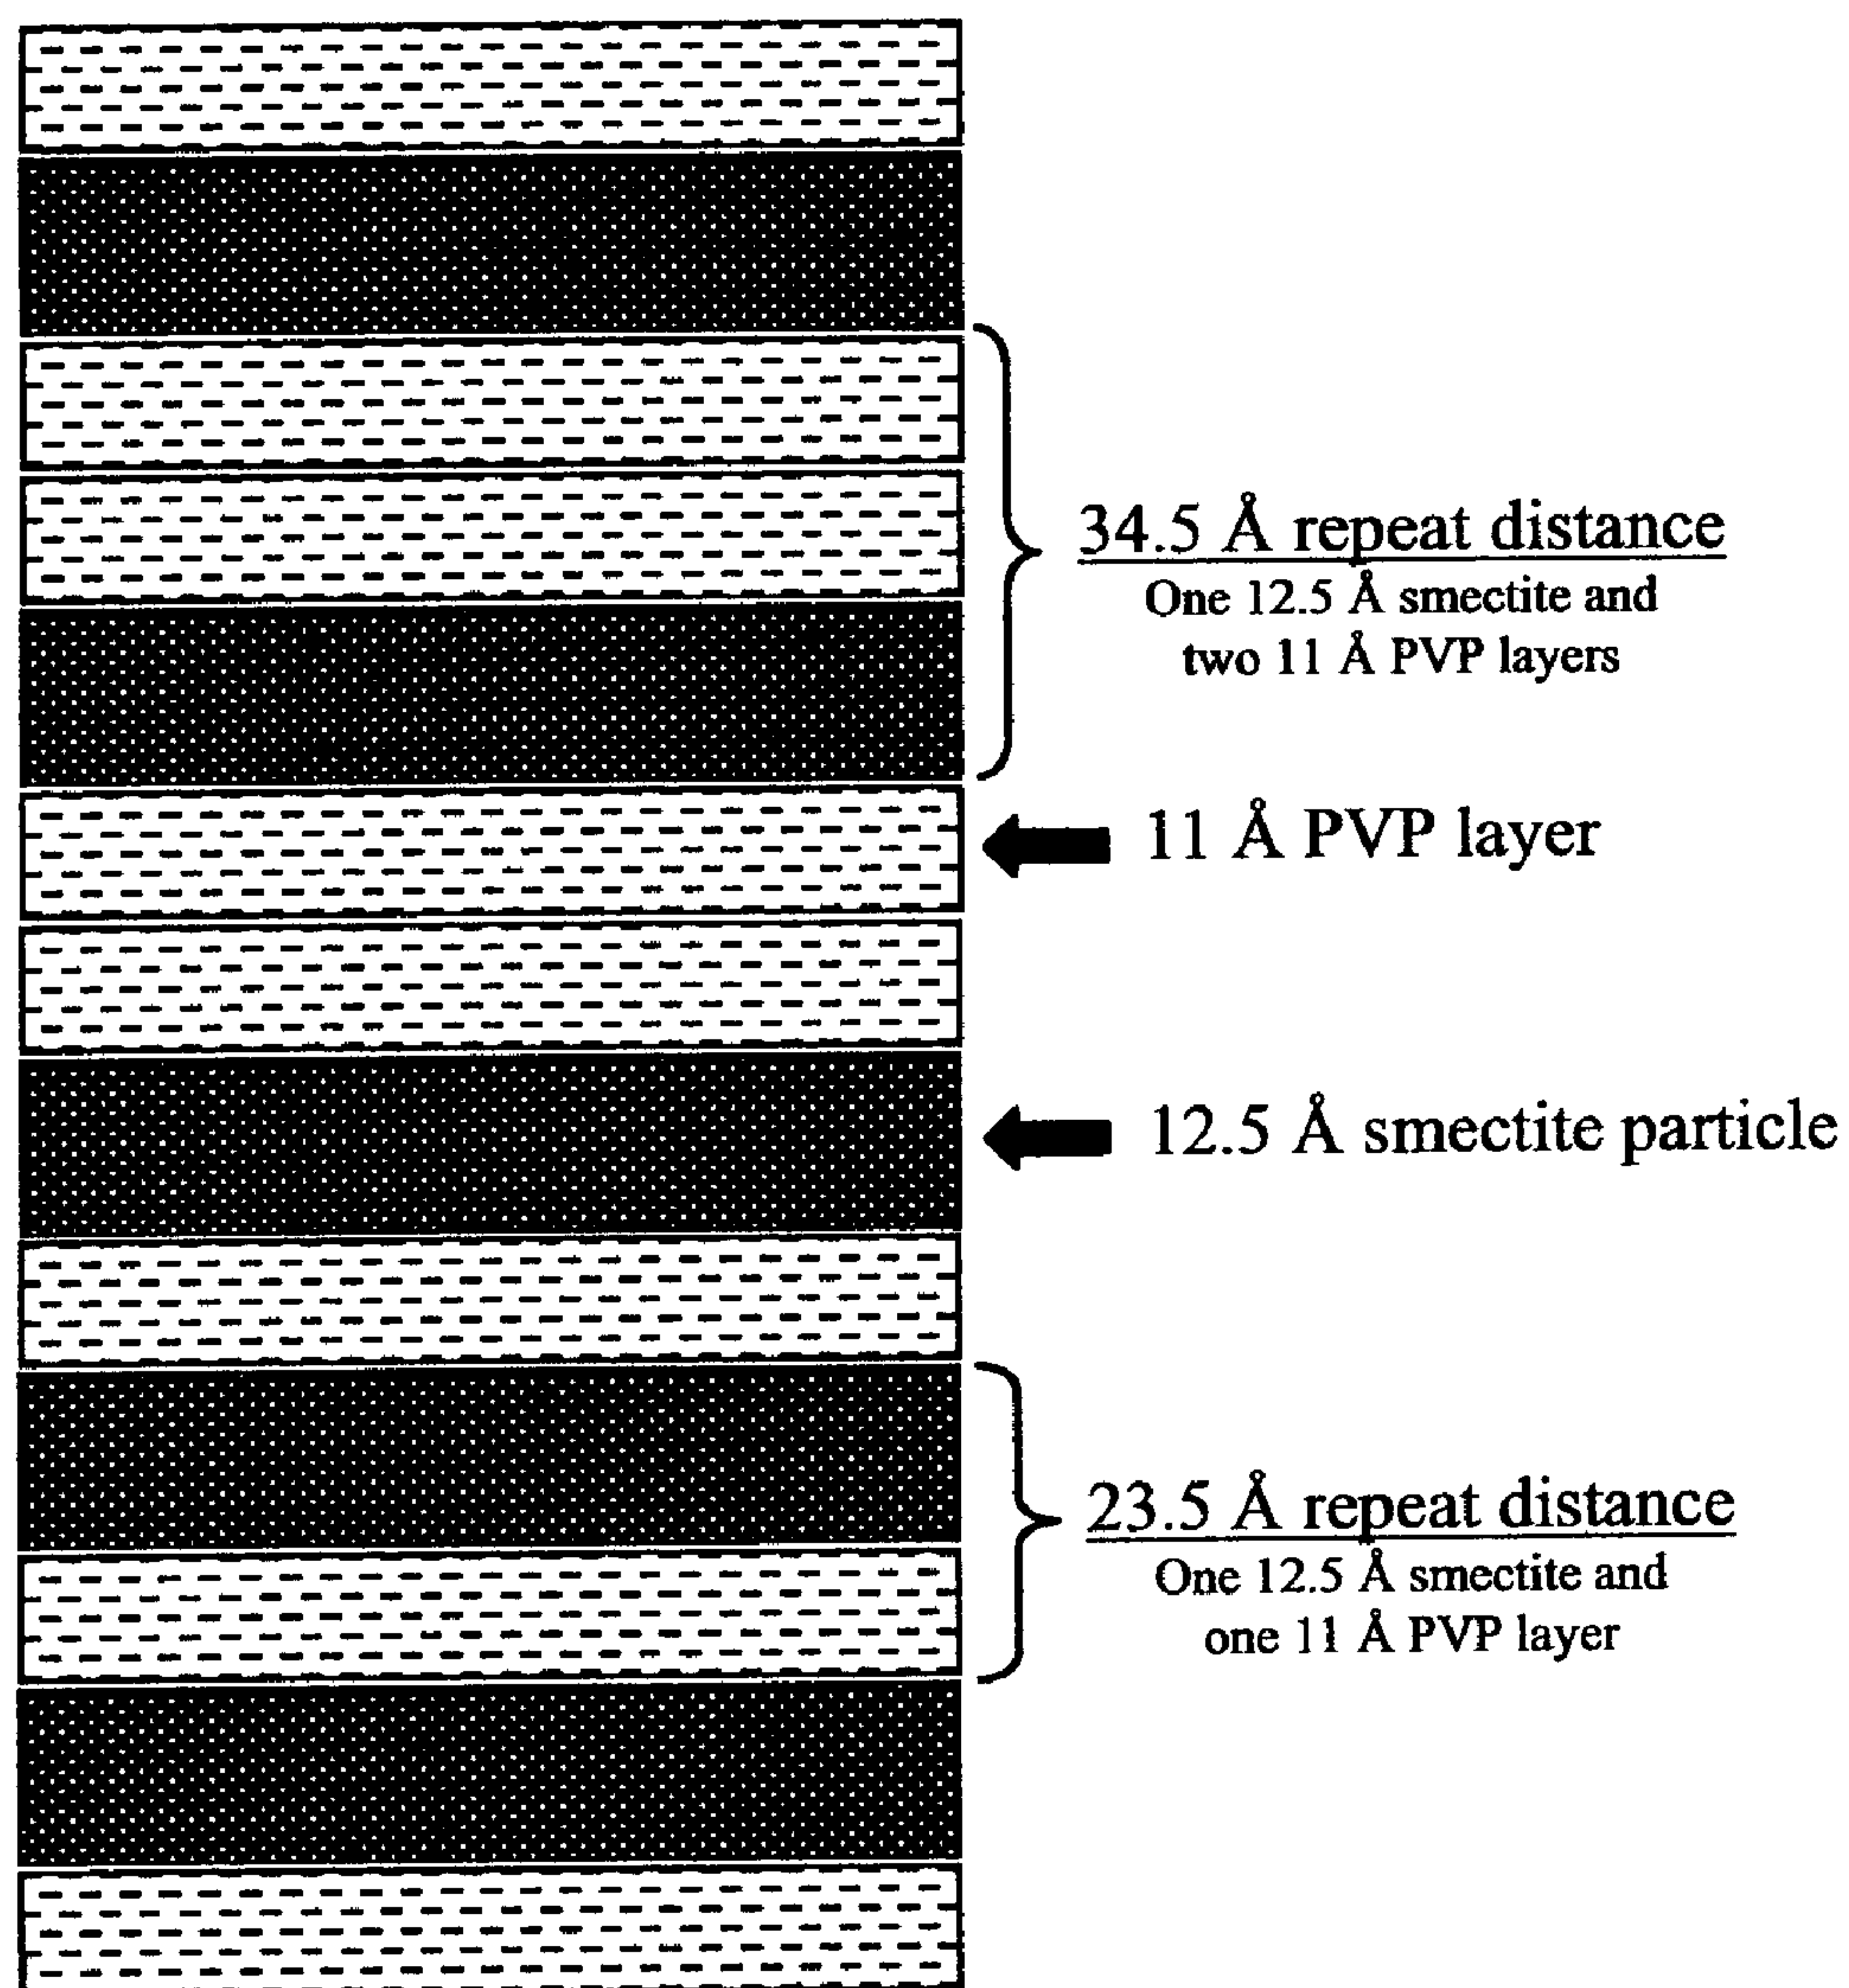 34.5 Å repeat distance
One 12.5 Å smectite and
two 11 Å PVP layers
11 Å PVP layer
12.5 Å smectite particle
23.5 Å repeat distance
One 12.5 Å smectite and
one 11 Å PVP layer